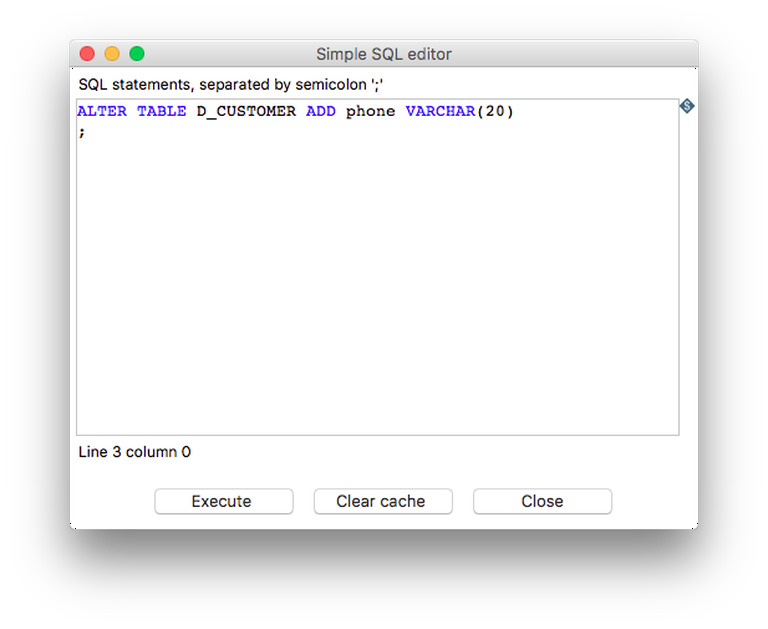 Simple SQL editor
SQL statements, separated by semicolon ';'
ALTER TABLE D_CUSTOMER ADD phone VARCHAR(20)
;
Line 3 column 0
Execute Clear cache Close